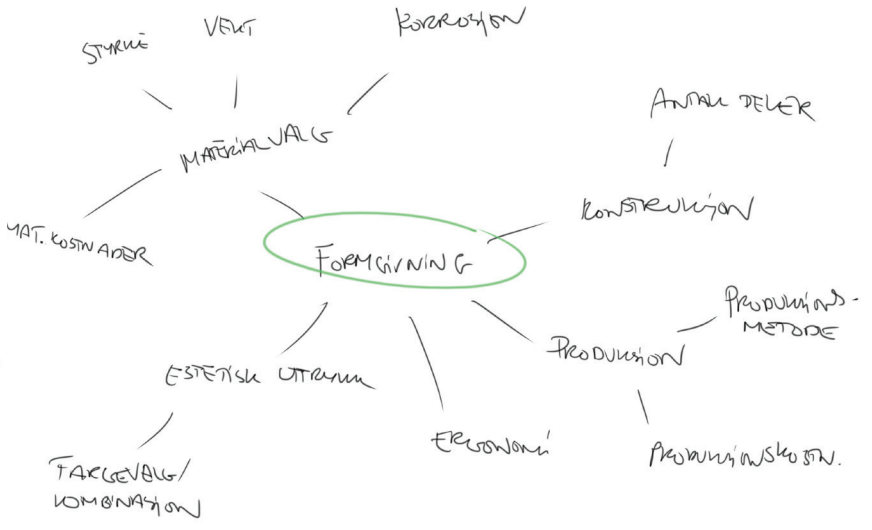 STYRKE
VEKT
KORROSJON
ANTALL DELER
MATERIALVALG
KONSTRUKSJON
MAT. KOSTNADER
FORMGIVNING
PRODUKSJONS-
METODE
PRODUKSJON
ESTETISK UTTRYKK
ERGONOMI
PRODUKSJONSKOSTN.
FARGEVALG/
KOMBINASJON